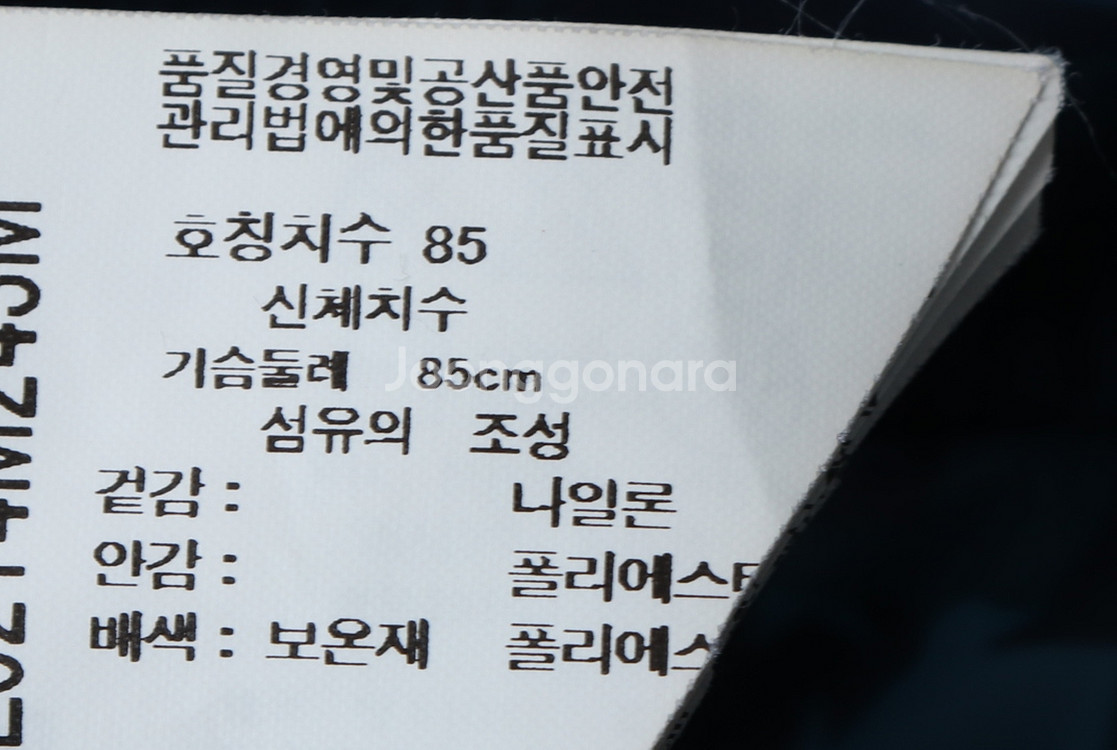 품질경영및공산품안전
관리법에의한품질표시
호칭치수 85
신체치수
기슴둘레 85cm
섬유의 조성
겉감 : 나일론
안감 : 폴리에스
배색 : 보온재 폴리에스
Joonggonara